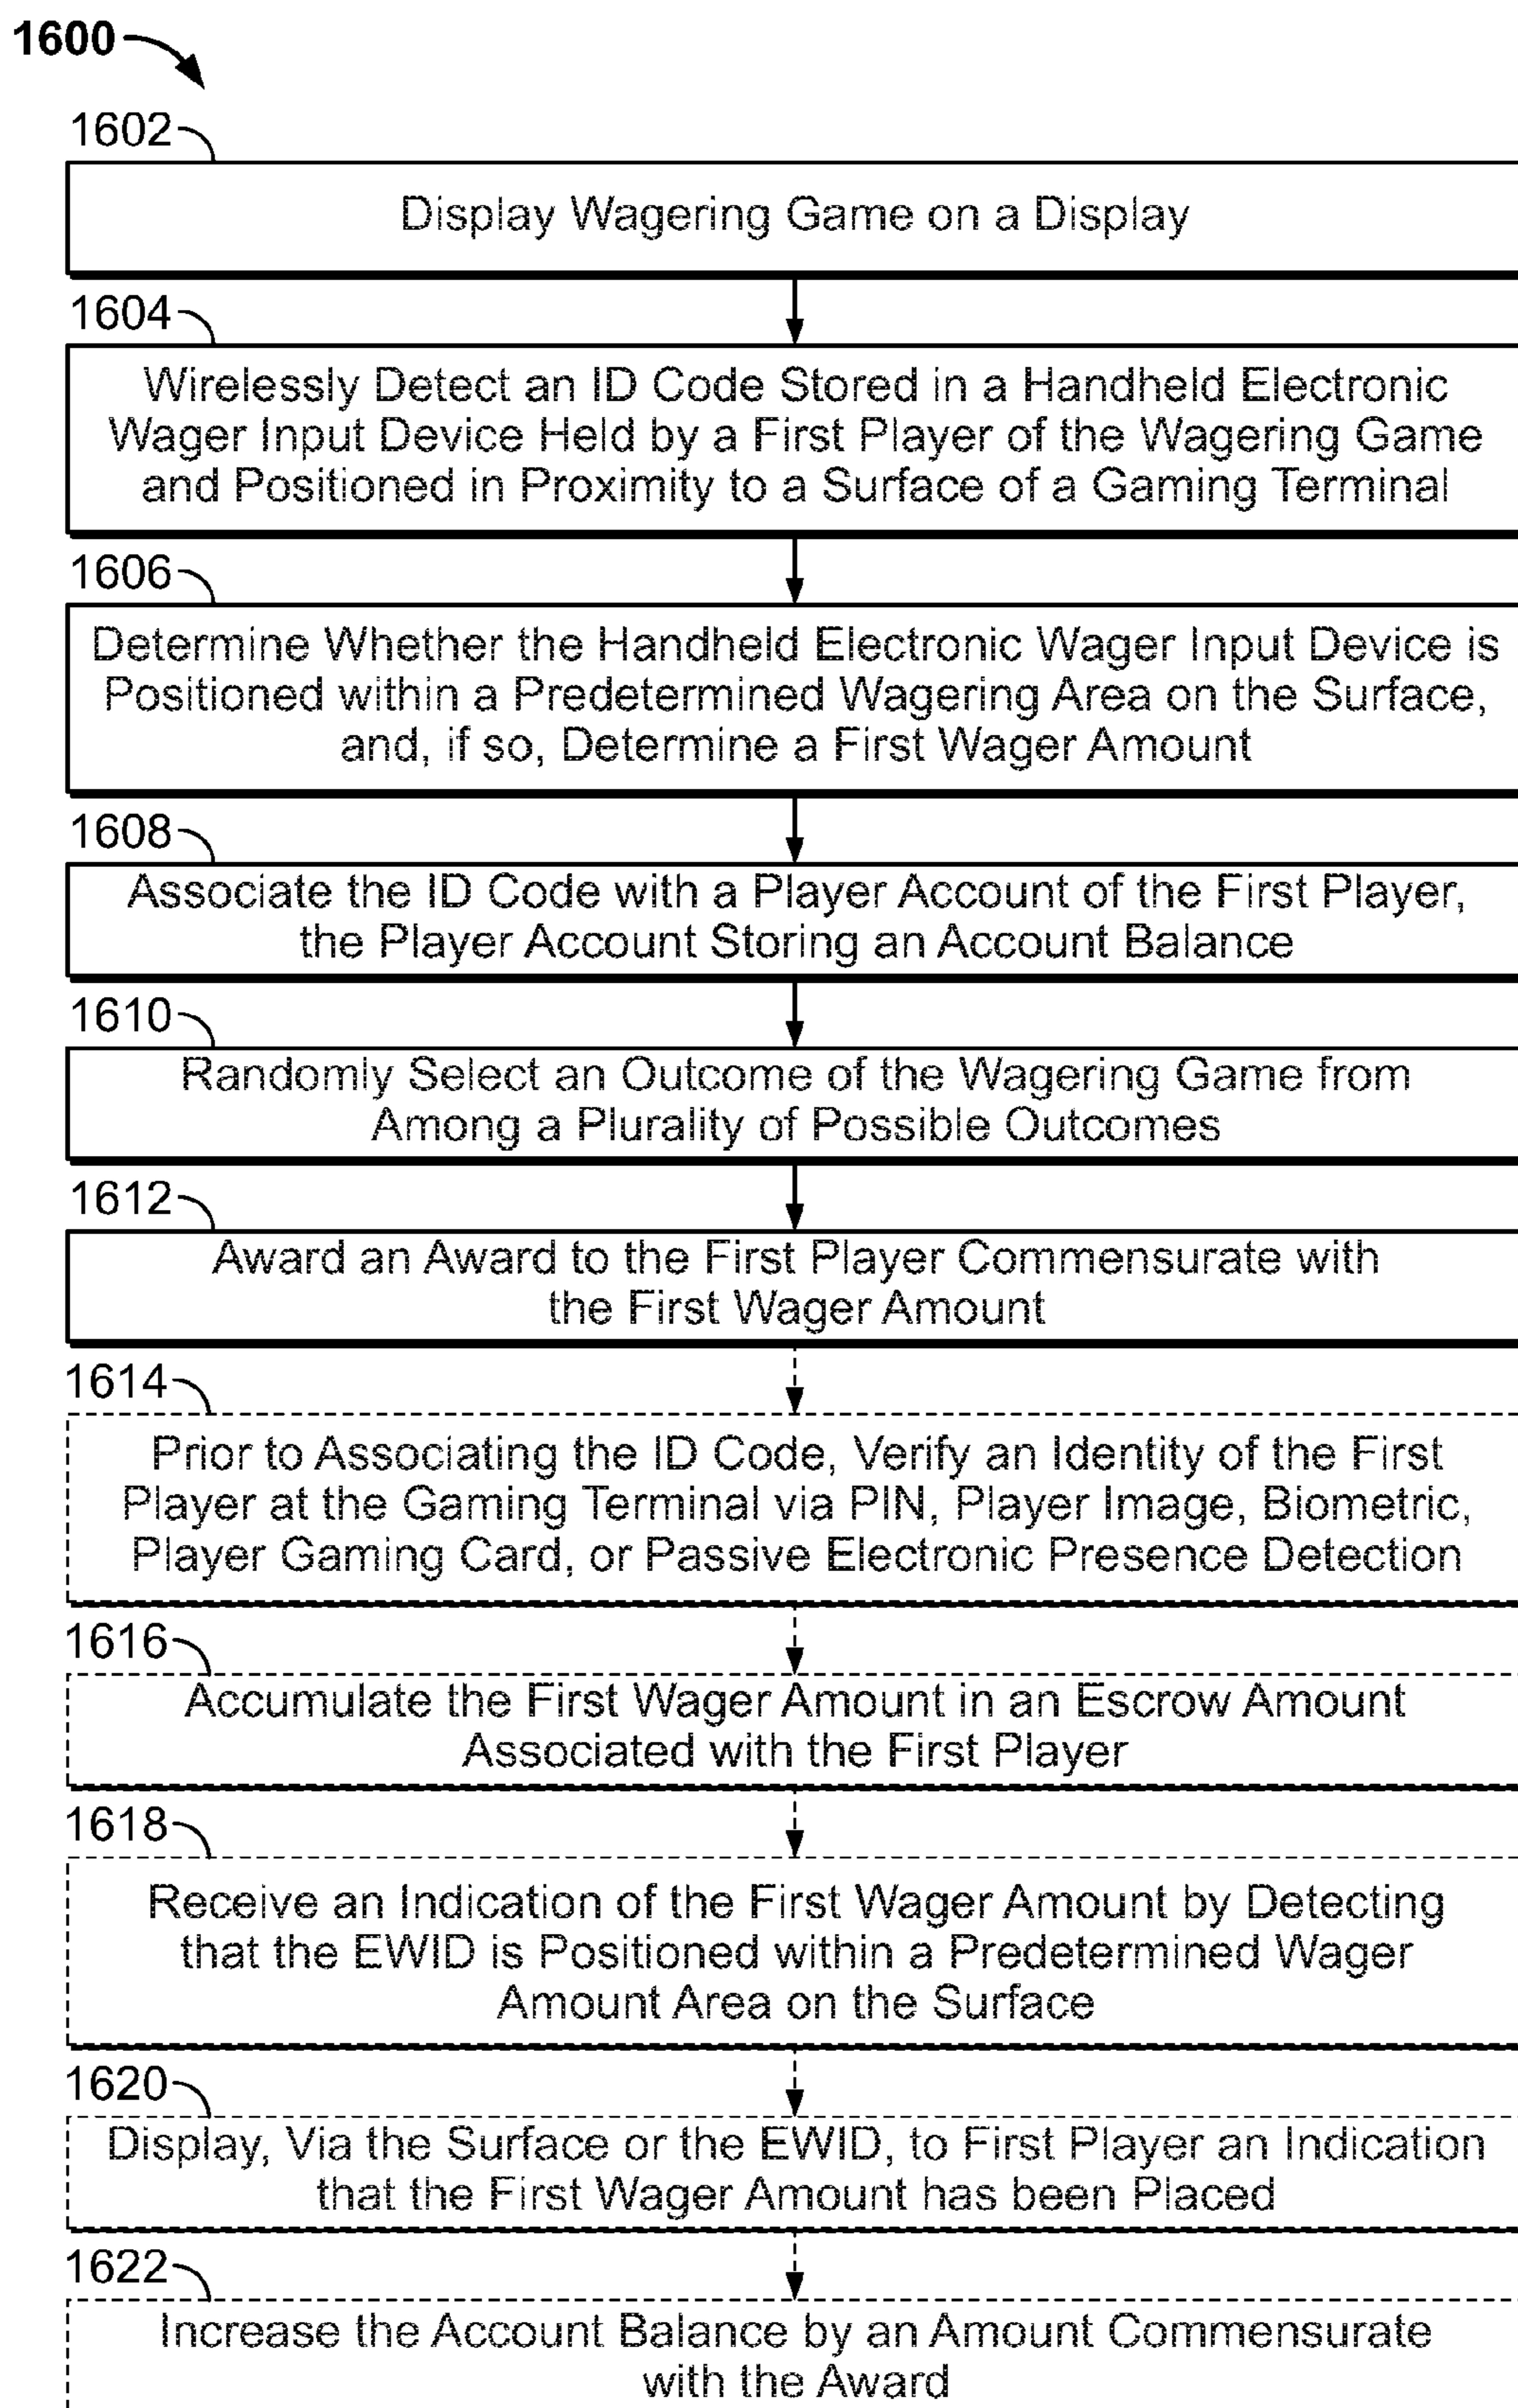 1600
1602
Display Wagering Game on a Display
1604
Wirelessly Detect an ID Code Stored in a Handheld Electronic
Wager Input Device Held by a First Player of the Wagering Game
and Positioned in Proximity to a Surface of a Gaming Terminal
1606
Determine Whether the Handheld Electronic Wager Input Device is
Positioned within a Predetermined Wagering Area on the Surface,
and, if so, Determine a First Wager Amount
1608
Associate the ID Code with a Player Account of the First Player,
the Player Account Storing an Account Balance
1610
Randomly Select an Outcome of the Wagering Game from
Among a Plurality of Possible Outcomes
1612
Award an Award to the First Player Commensurate with
the First Wager Amount
1614
Prior to Associating the ID Code, Verify an Identity of the First
Player at the Gaming Terminal via PIN, Player Image, Biometric,
Player Gaming Card, or Passive Electronic Presence Detection
1616
Accumulate the First Wager Amount in an Escrow Amount
Associated with the First Player
1618
Receive an Indication of the First Wager Amount by Detecting
that the EWID is Positioned within a Predetermined Wager
Amount Area on the Surface
1620
Display, Via the Surface or the EWID, to First Player an Indication
that the First Wager Amount has been Placed
1622
Increase the Account Balance by an Amount Commensurate
with the Award